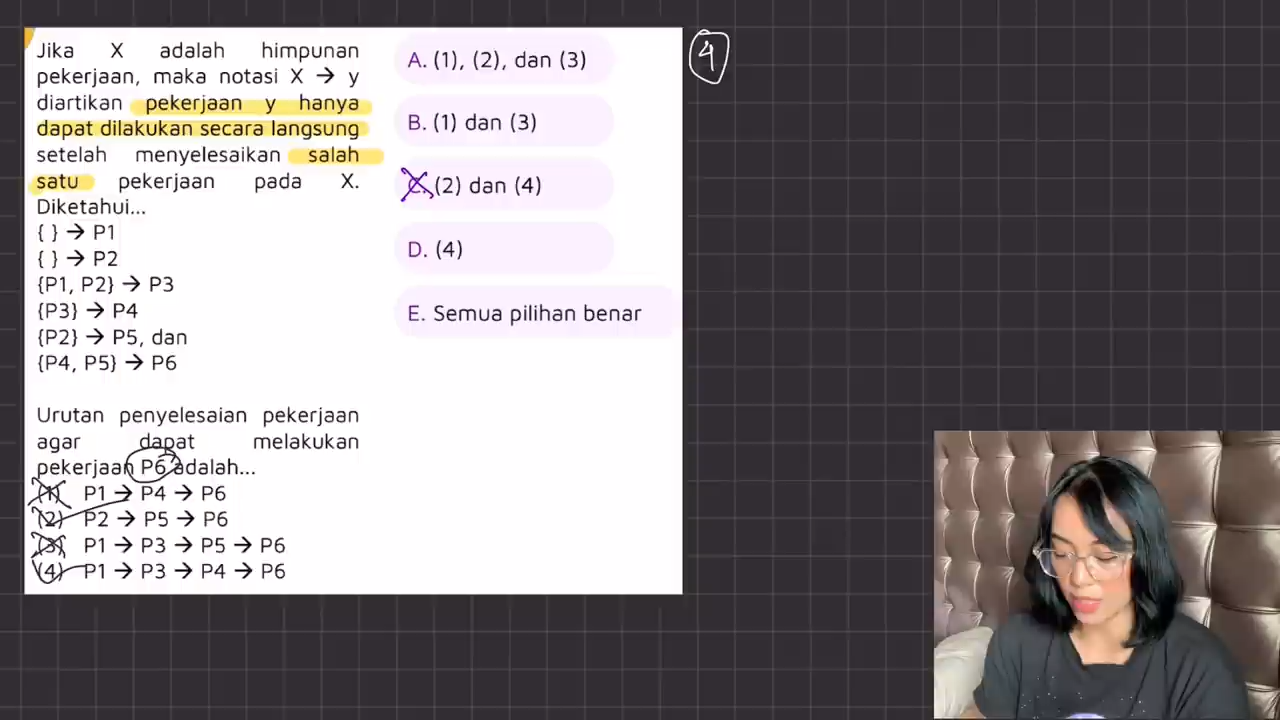 Jika X adalah himpunan
pekerjaan, maka notasi X → y
diartikan pekerjaan y hanya
dapat dilakukan secara langsung
setelah menyelesaikan salah
satu pekerjaan pada X.
Diketahui...
{ } → P1
{ } → P2
{P1, P2} → P3
{P3} → P4
{P2} → P5, dan
{P4, P5} → P6
Urutan penyelesaian pekerjaan
agar dapat melakukan
pekerjaan P6 adalah...
(1) P1 → P4 → P6
(2) P2 → P5 → P6
(3) P1 → P3 → P5 → P6
(4) P1 → P3 → P4 → P6
A. (1), (2), dan (3)
B. (1) dan (3)
C. (2) dan (4)
D. (4)
E. Semua pilihan benar
4